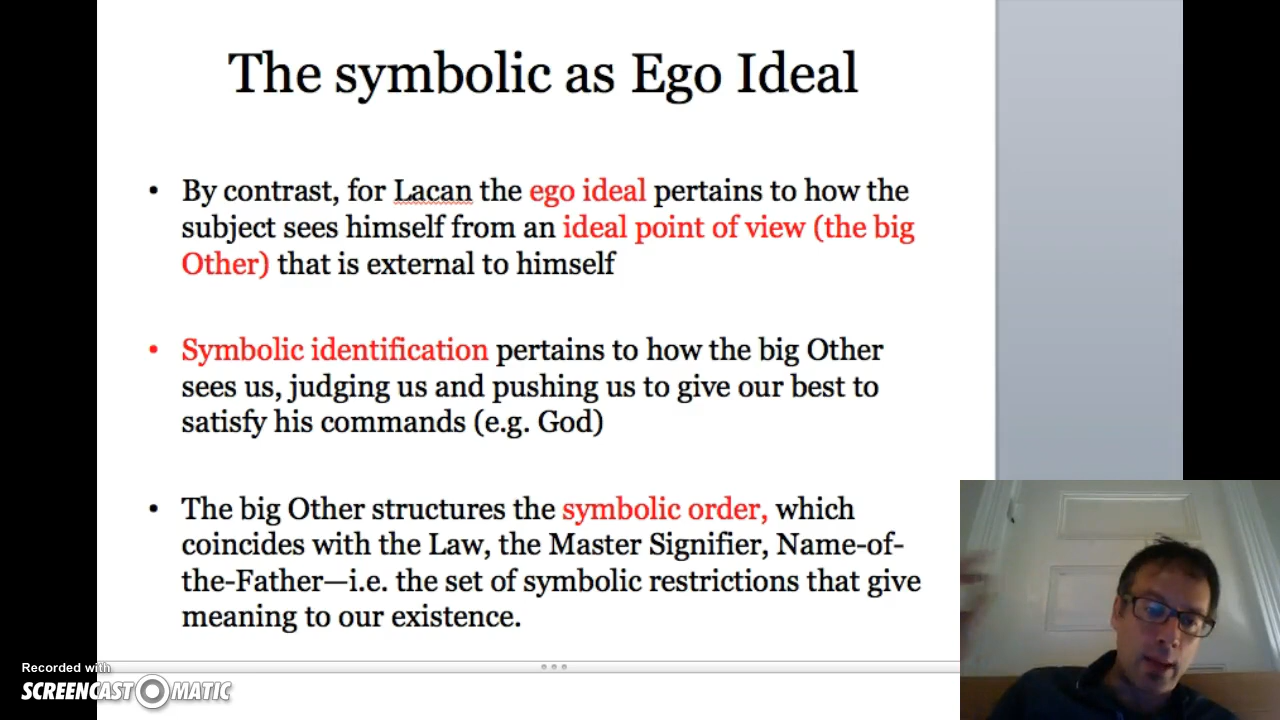 The symbolic as Ego Ideal
• By contrast, for Lacan the ego ideal pertains to how the
subject sees himself from an ideal point of view (the big
Other) that is external to himself
• Symbolic identification pertains to how the big Other
sees us, judging us and pushing us to give our best to
satisfy his commands (e.g. God)
• The big Other structures the symbolic order, which
coincides with the Law, the Master Signifier, Name-of-
the-Father—i.e. the set of symbolic restrictions that give
meaning to our existence.
Recorded with
SCREENCAST-O-MATIC